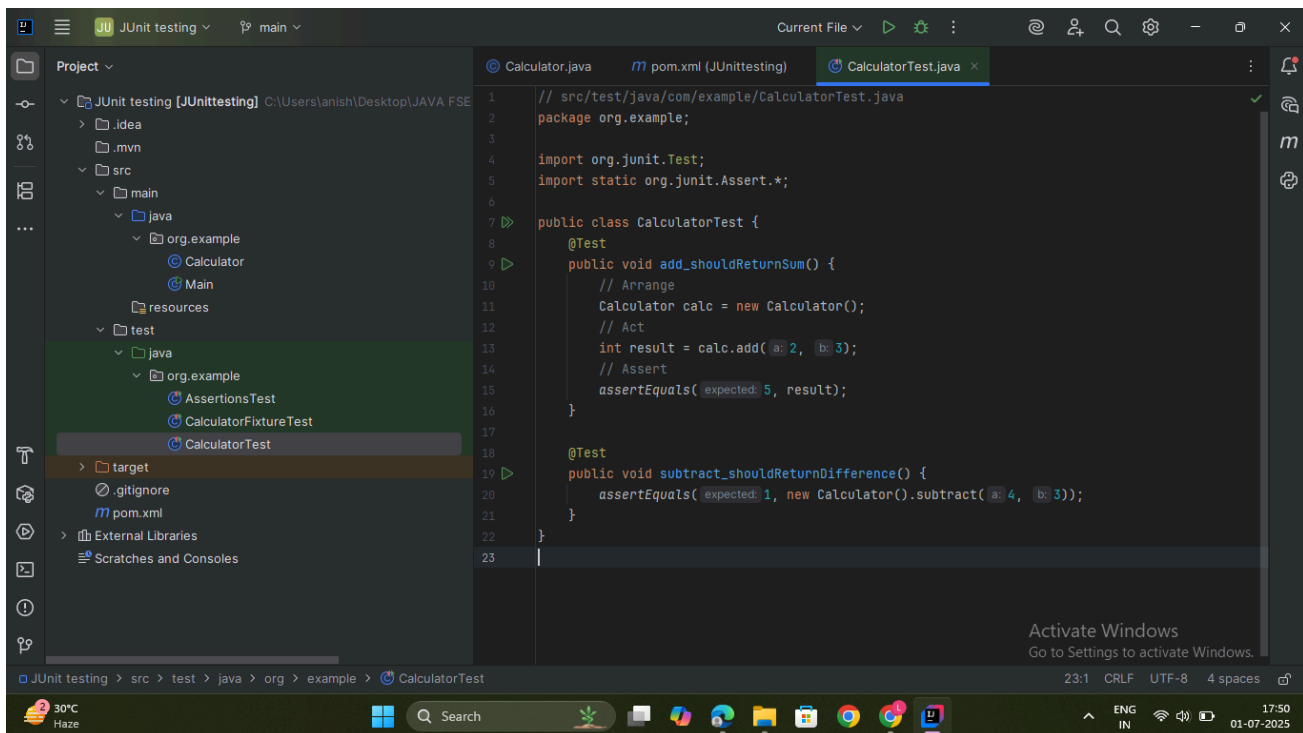 JU JUnit testing main Current File
Project
JUnit testing [JUnittesting] C:\Users\anish\Desktop\JAVA FSE
.idea
.mvn
src
main
java
org.example
Calculator
Main
resources
test
java
org.example
AssertionsTest
CalculatorFixtureTest
CalculatorTest
target
.gitignore
pom.xml
External Libraries
Scratches and Consoles
Calculator.java pom.xml (JUnittesting) CalculatorTest.java
1 // src/test/java/com/example/CalculatorTest.java
2 package org.example;
3
4 import org.junit.Test;
5 import static org.junit.Assert.*;
6
7 public class CalculatorTest {
8 @Test
9 public void add_shouldReturnSum() {
10 // Arrange
11 Calculator calc = new Calculator();
12 // Act
13 int result = calc.add( a: 2, b: 3);
14 // Assert
15 assertEquals( expected: 5, result);
16 }
17
18 @Test
19 public void subtract_shouldReturnDifference() {
20 assertEquals( expected: 1, new Calculator().subtract( a: 4, b: 3));
21 }
22 }
23
Activate Windows
Go to Settings to activate Windows.
JUnit testing > src > test > java > org > example > CalculatorTest 23:1 CRLF UTF-8 4 spaces
2 30°C
Haze
Search
ENG
IN
17:50
01-07-2025